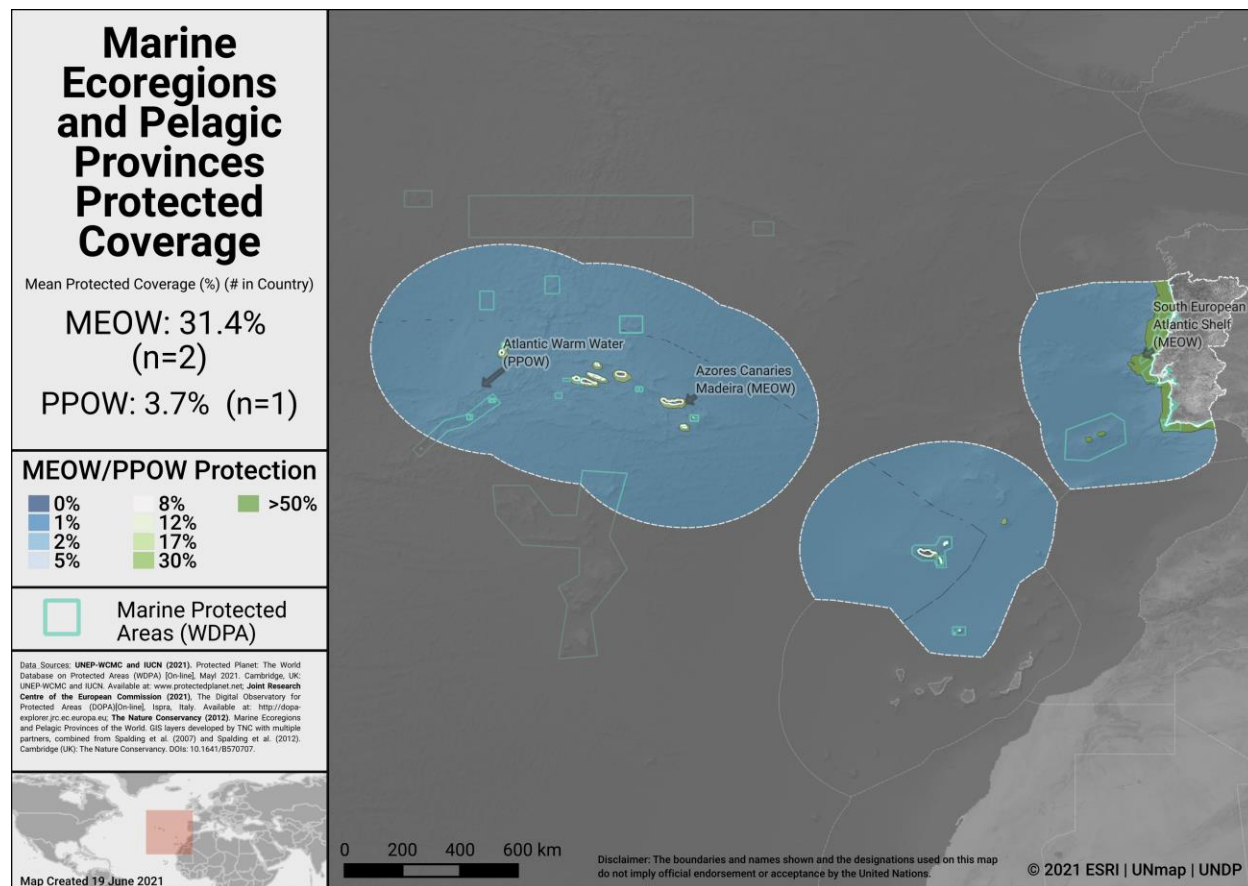 Marine
Ecoregions
and Pelagic
Provinces
Protected
Coverage
Mean Protected Coverage (%) (# in Country)
MEOW: 31.4%
(n=2)
PPOW: 3.7% (n=1)
MEOW/PPOW Protection
0%
1%
2%
5%
8%
12%
17%
30%
>50%
Marine Protected
Areas (WDPA)
Data Sources: UNEP-WCMC and IUCN (2021). Protected Planet: The World
Database on Protected Areas (WDPA) [On-line], Mayl 2021. Cambridge, UK:
UNEP-WCMC and IUCN. Available at: www.protectedplanet.net; Joint Research
Centre of the European Commission (2021), The Digital Observatory for
Protected Areas (DOPA)[On-line], Ispra, Italy. Available at: http://dopa-
explorer.jrc.ec.europa.eu; The Nature Conservancy (2012). Marine Ecoregions
and Pelagic Provinces of the World. GIS layers developed by TNC with multiple
partners, combined from Spalding et al. (2007) and Spalding et al. (2012).
Cambridge (UK): The Nature Conservancy. DOIs: 10.1641/B570707.
Map Created 19 June 2021
Atlantic Warm Water
(PPOW)
Azores Canaries
Madeira (MEOW)
South European
Atlantic Shelf
(MEOW)
0 200 400 600 km
Disclaimer: The boundaries and names shown and the designations used on this map
do not imply official endorsement or acceptance by the United Nations.
© 2021 ESRI | UNmap | UNDP